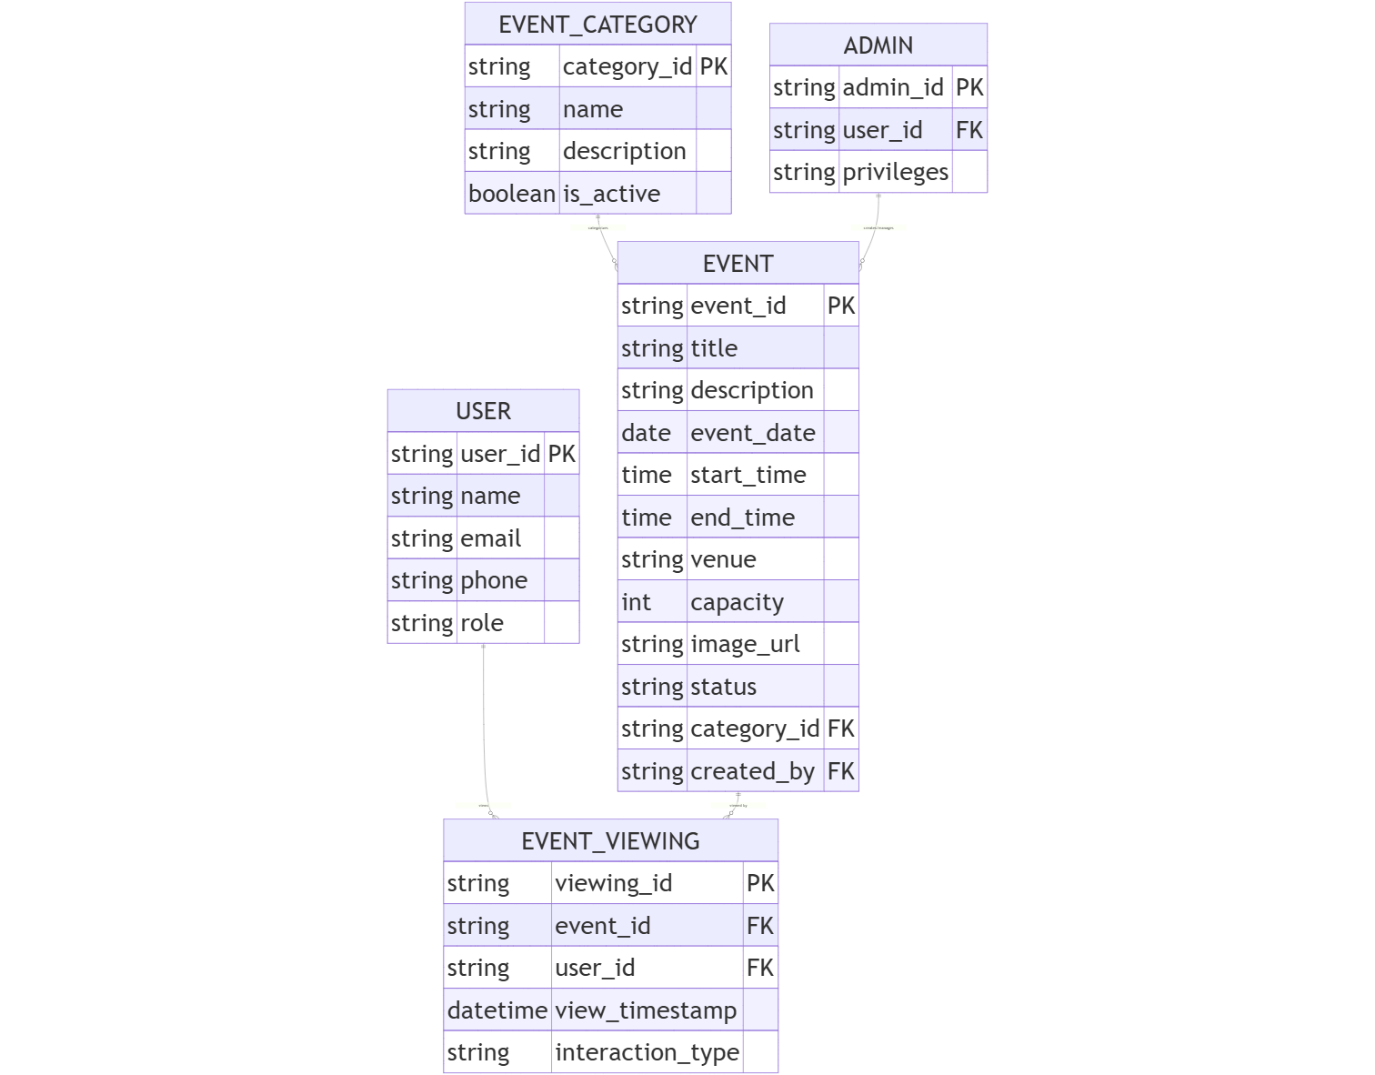 EVENT_CATEGORY
string category_id PK
string name
string description
boolean is_active
ADMIN
string admin_id PK
string user_id FK
string privileges
EVENT
string event_id PK
string title
string description
date event_date
time start_time
time end_time
string venue
int capacity
string image_url
string status
string category_id FK
string created_by FK
USER
string user_id PK
string name
string email
string phone
string role
EVENT_VIEWING
string viewing_id PK
string event_id FK
string user_id FK
datetime view_timestamp
string interaction_type